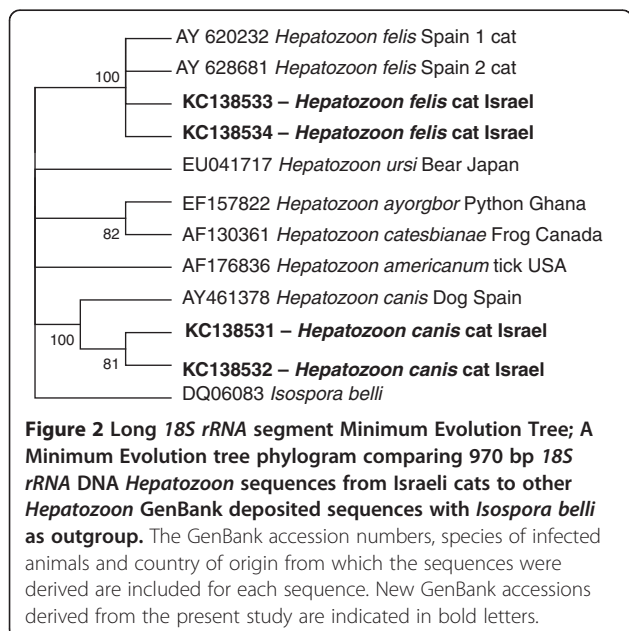 AY 620232 Hepatozoon felis Spain 1 cat
AY 628681 Hepatozoon felis Spain 2 cat
100
KC138533 – Hepatozoon felis cat Israel
KC138534 – Hepatozoon felis cat Israel
EU041717 Hepatozoon ursi Bear Japan
EF157822 Hepatozoon ayorgbor Python Ghana
82
AF130361 Hepatozoon catesbianae Frog Canada
AF176836 Hepatozoon americanum tick USA
AY461378 Hepatozoon canis Dog Spain
100
KC138531 – Hepatozoon canis cat Israel
81
KC138532 – Hepatozoon canis cat Israel
DQ06083 Isospora belli
Figure 2 Long 18S rRNA segment Minimum Evolution Tree; A
Minimum Evolution tree phylogram comparing 970 bp 18S
rRNA DNA Hepatozoon sequences from Israeli cats to other
Hepatozoon GenBank deposited sequences with Isospora belli
as outgroup. The GenBank accession numbers, species of infected
animals and country of origin from which the sequences were
derived are included for each sequence. New GenBank accessions
derived from the present study are indicated in bold letters.